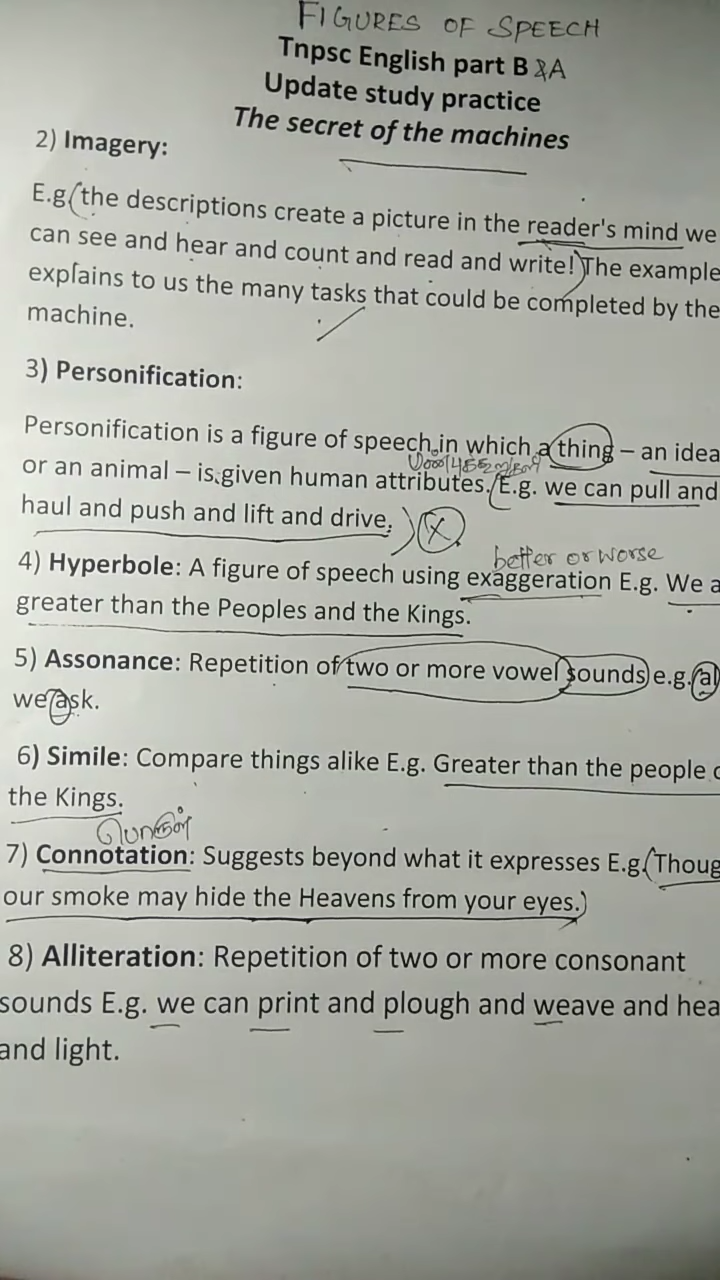 FIGURES OF SPEECH
Tnpsc English part B &A
Update study practice
The secret of the machines
2) Imagery:
E.g(the descriptions create a picture in the reader's mind we
can see and hear and count and read and write!)The example
explains to us the many tasks that could be completed by the
machine.
3) Personification:
Personification is a figure of speech in which a thing – an idea
or an animal – is given human attributes.(E.g. we can pull and
haul and push and lift and drive.) X
better or worse
4) Hyperbole: A figure of speech using exaggeration E.g. We a
greater than the Peoples and the Kings.
5) Assonance: Repetition of two or more vowel sounds e.g. al
we ask.
6) Simile: Compare things alike E.g. Greater than the people o
the Kings.
பொருள்
7) Connotation: Suggests beyond what it expresses E.g.(Thoug
our smoke may hide the Heavens from your eyes.)
8) Alliteration: Repetition of two or more consonant
sounds E.g. we can print and plough and weave and hea
and light.